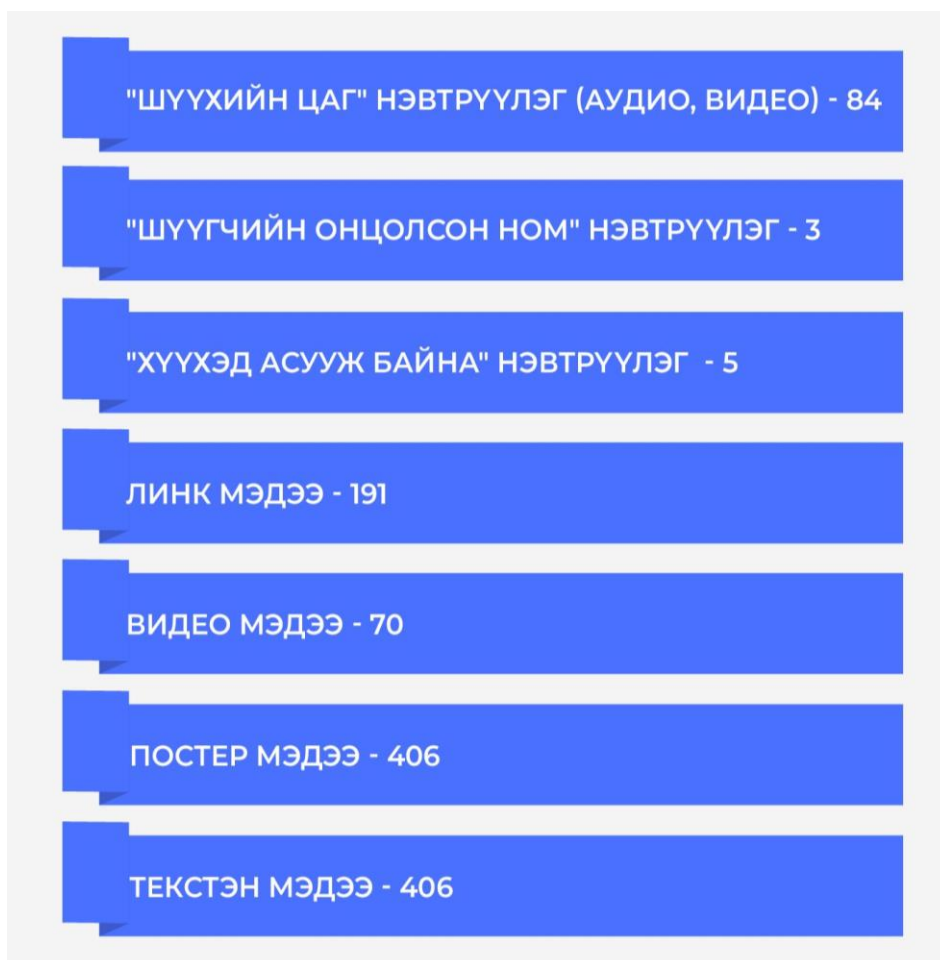 "ШҮҮХИЙН ЦАГ" НЭВТРҮҮЛЭГ (АУДИО, ВИДЕО) - 84
"ШҮҮГЧИЙН ОНЦОЛСОН НОМ" НЭВТРҮҮЛЭГ - 3
"ХҮҮХЭД АСУУЖ БАЙНА" НЭВТРҮҮЛЭГ - 5
ЛИНК МЭДЭЭ - 191
ВИДЕО МЭДЭЭ - 70
ПОСТЕР МЭДЭЭ - 406
ТЕКСТЭН МЭДЭЭ - 406